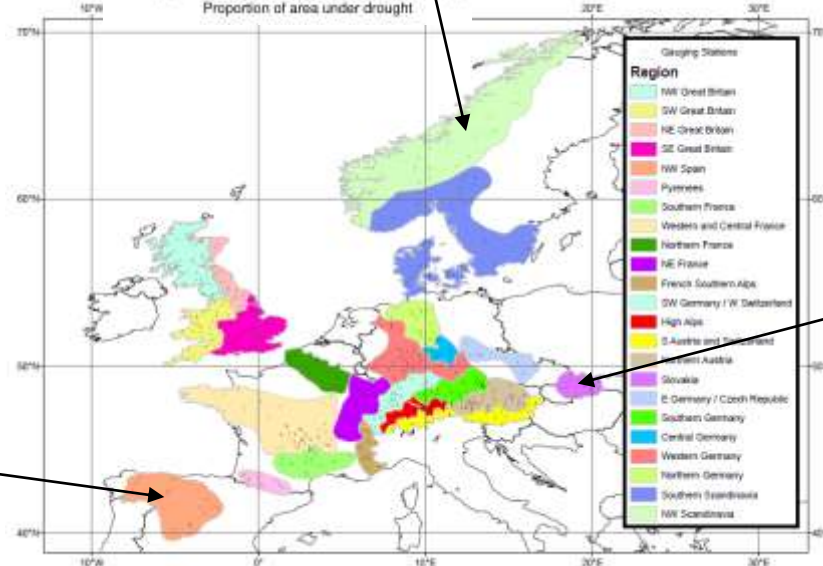 Proportion of area under drought
10°W
20°E
30°E
70°N
Gauging Stations
Region
NW Great Britain
SW Great Britain
NE Great Britain
SE Great Britain
NW Spain
Pyrenees
Southern France
Western and Central France
Northern France
NE France
French Southern Alps
SW Germany / W Switzerland
High Alps
S Austria and Switzerland
Northern Austria
Slovakia
E Germany / Czech Republic
Southern Germany
Central Germany
Western Germany
Northern Germany
Southern Scandinavia
NW Scandinavia
60°N
50°N
40°N
10°W
0°
10°E
20°E
30°E